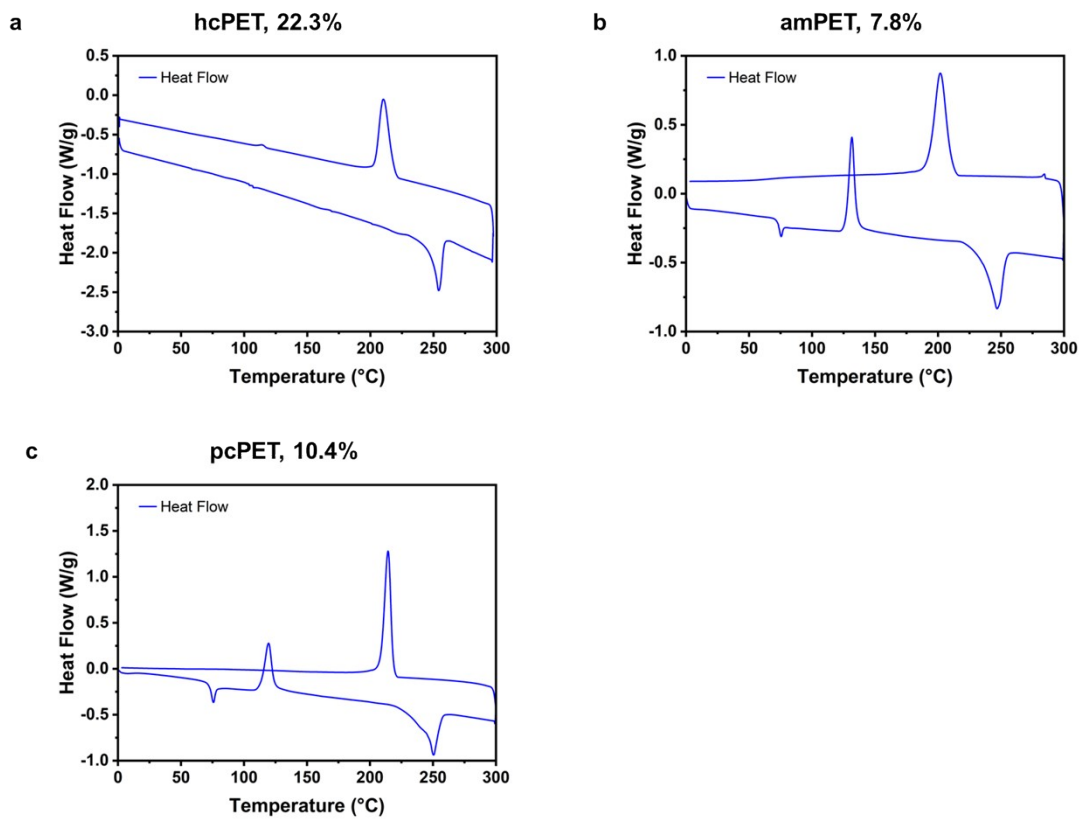 a
hcPET, 22.3%
0.5
0.0
-0.5
-1.0
-1.5
-2.0
-2.5
-3.0
Heat Flow (W/g)
Heat Flow
0 50 100 150 200 250 300
Temperature (°C)
b
amPET, 7.8%
1.0
0.5
0.0
-0.5
-1.0
Heat Flow (W/g)
Heat Flow
0 50 100 150 200 250 300
Temperature (°C)
c
pcPET, 10.4%
2.0
1.5
1.0
0.5
0.0
-0.5
-1.0
Heat Flow (W/g)
Heat Flow
0 50 100 150 200 250 300
Temperature (°C)